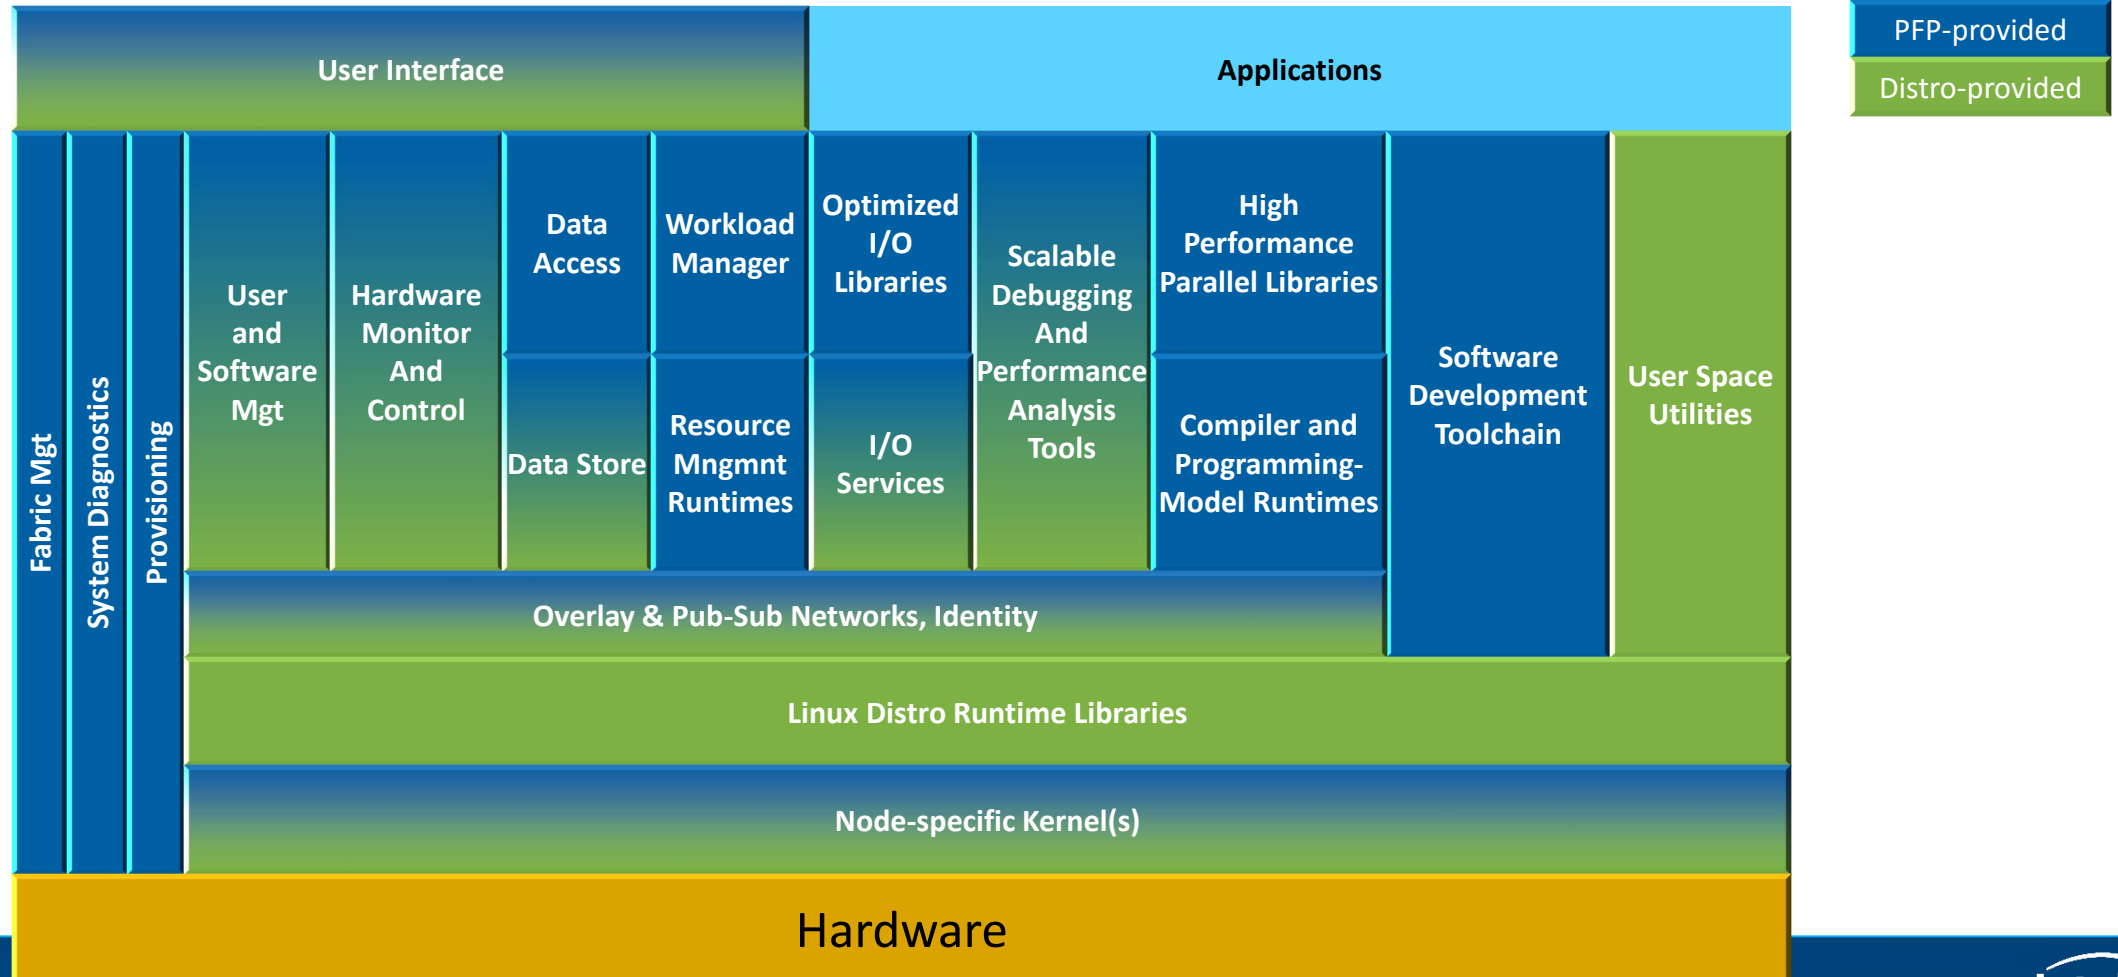 User Interface
Applications
PFP-provided
Distro-provided
Fabric Mgt
System Diagnostics
Provisioning
User
and
Software
Mgt
Hardware
Monitor
And
Control
Data
Access
Workload
Manager
Optimized
I/O
Libraries
Scalable
Debugging
And
Performance
Analysis
Tools
High
Performance
Parallel Libraries
Software
Development
Toolchain
User Space
Utilities
Data Store
Resource
Mngmnt
Runtimes
I/O
Services
Compiler and
Programming-
Model Runtimes
Overlay & Pub-Sub Networks, Identity
Linux Distro Runtime Libraries
Node-specific Kernel(s)
Hardware